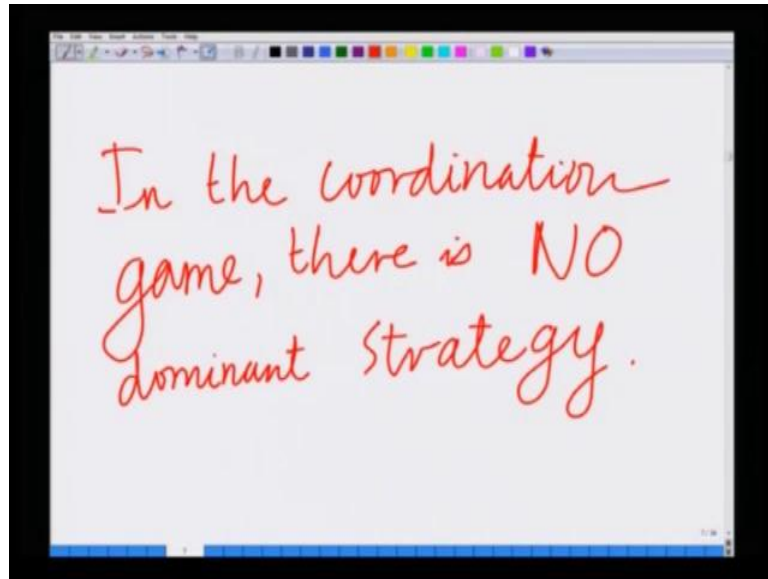 In the coordination
game, there is NO
dominant strategy.